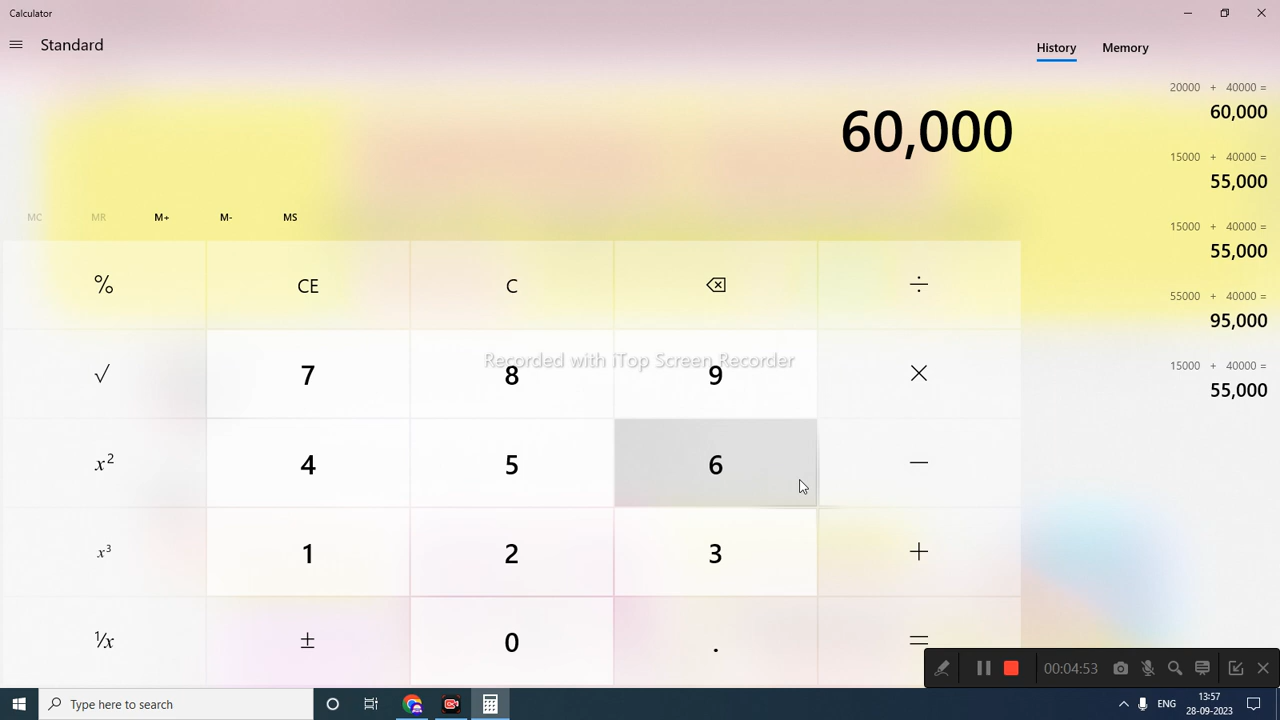 Calculator
Standard
History Memory
20000 + 40000 =
60,000
60,000
15000 + 40000 =
55,000
MC MR M+ M- MS
15000 + 40000 =
55,000
% CE C ÷
55000 + 40000 =
95,000
Recorded with iTop Screen Recorder
√ 7 8 9 ×
15000 + 40000 =
55,000
x² 4 5 6 −
x³ 1 2 3 +
¹/x ± 0 . =
00:04:53
Type here to search
ENG
13:57
28-09-2023